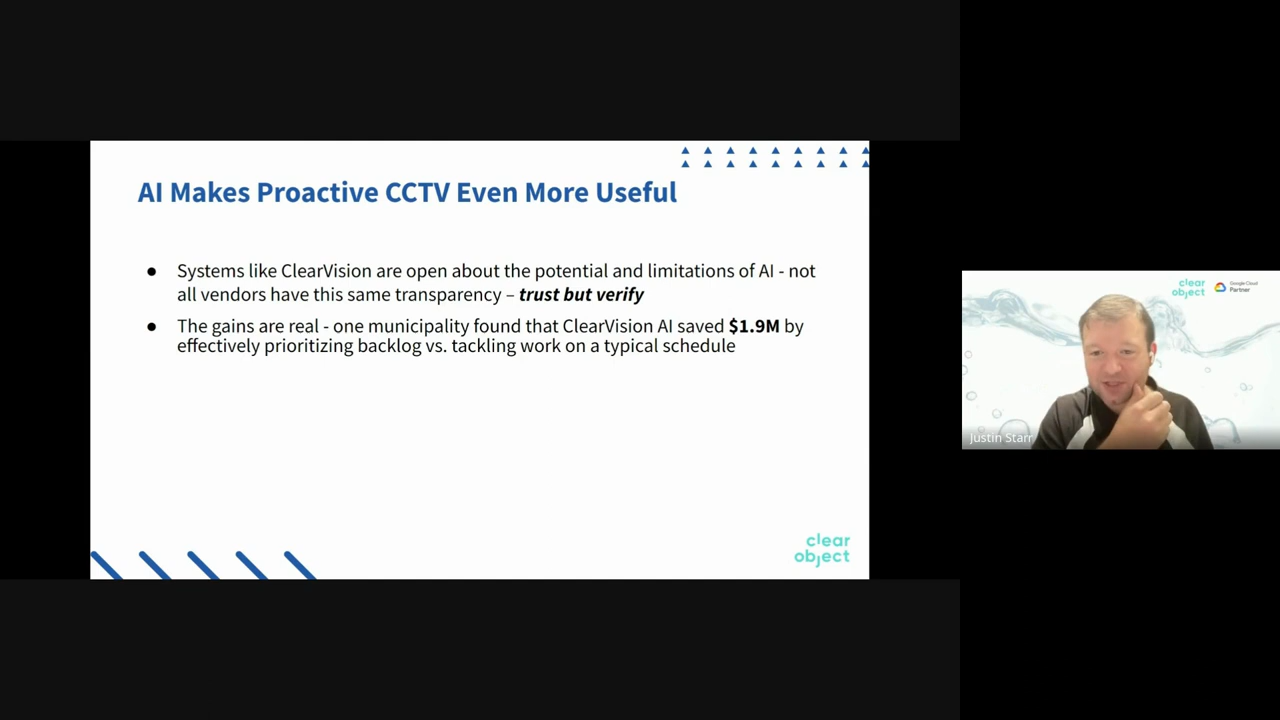 AI Makes Proactive CCTV Even More Useful
● Systems like ClearVision are open about the potential and limitations of AI - not
all vendors have this same transparency – trust but verify
● The gains are real - one municipality found that ClearVision AI saved $1.9M by
effectively prioritizing backlog vs. tackling work on a typical schedule
clear
object
clear
object
Google Cloud
Partner
Justin Starr